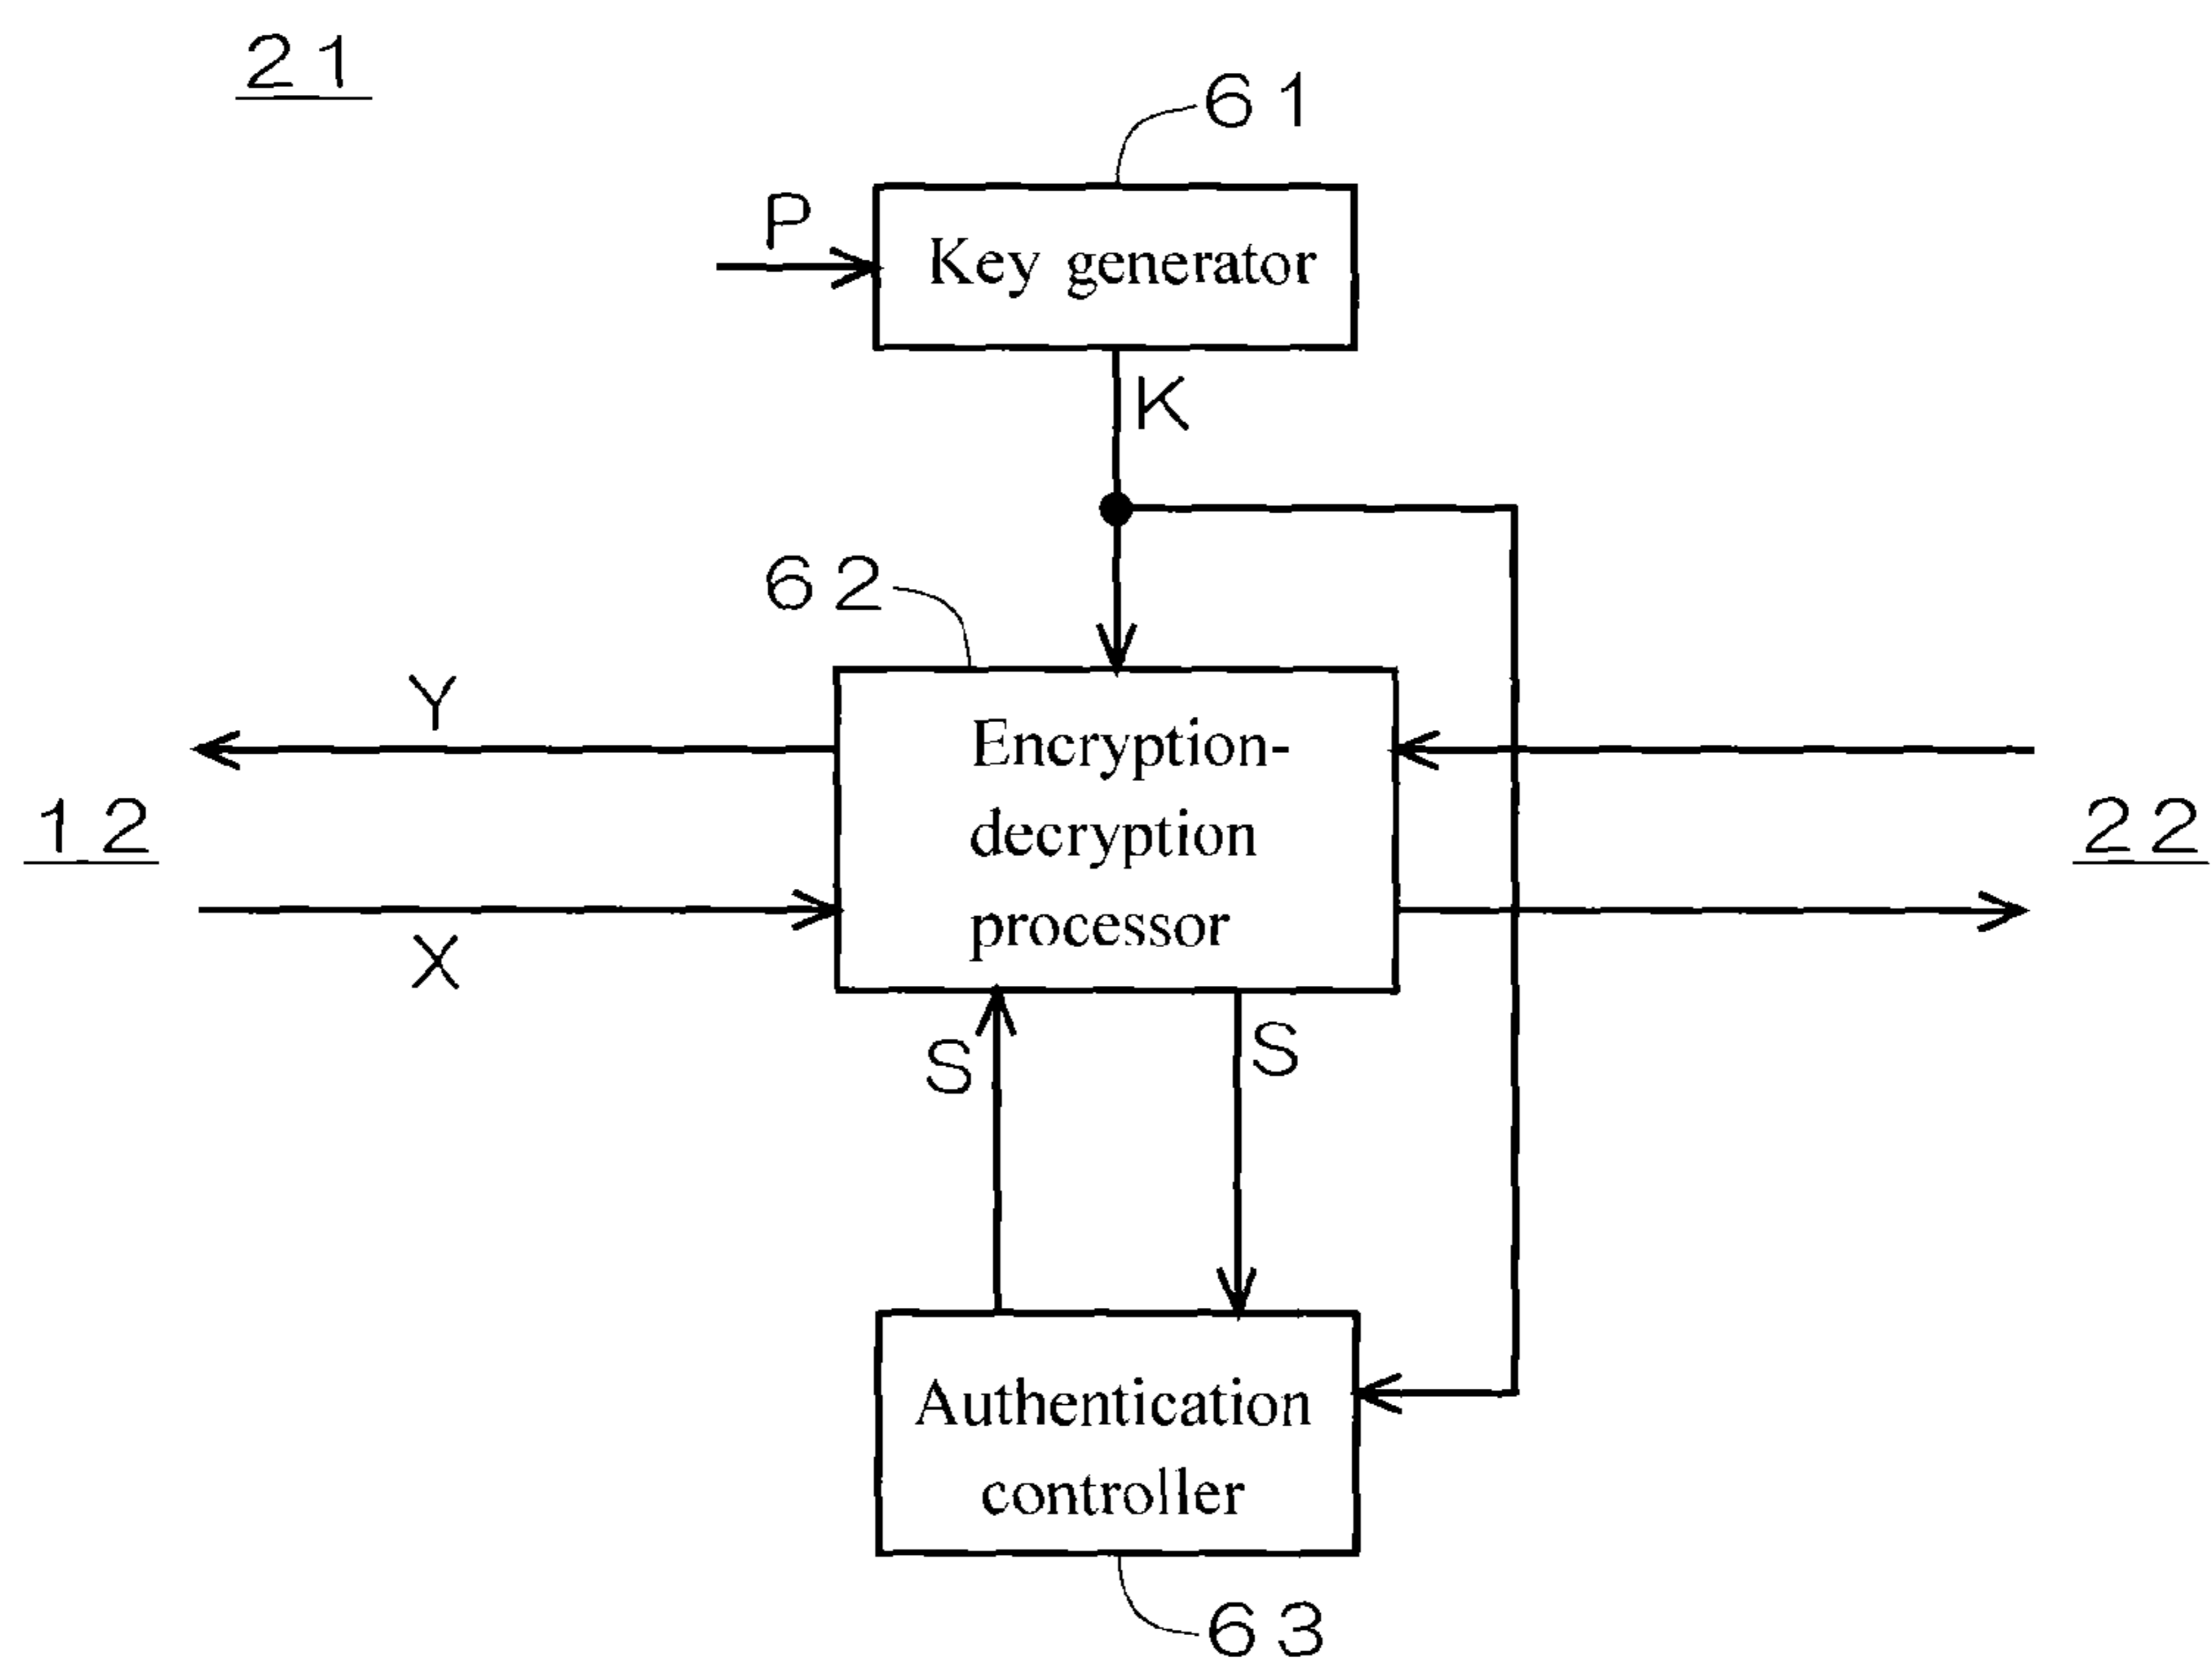 21
61
P
Key generator
K
62
Y
Encryption-
decryption
processor
12
22
X
S
S
Authentication
controller
63